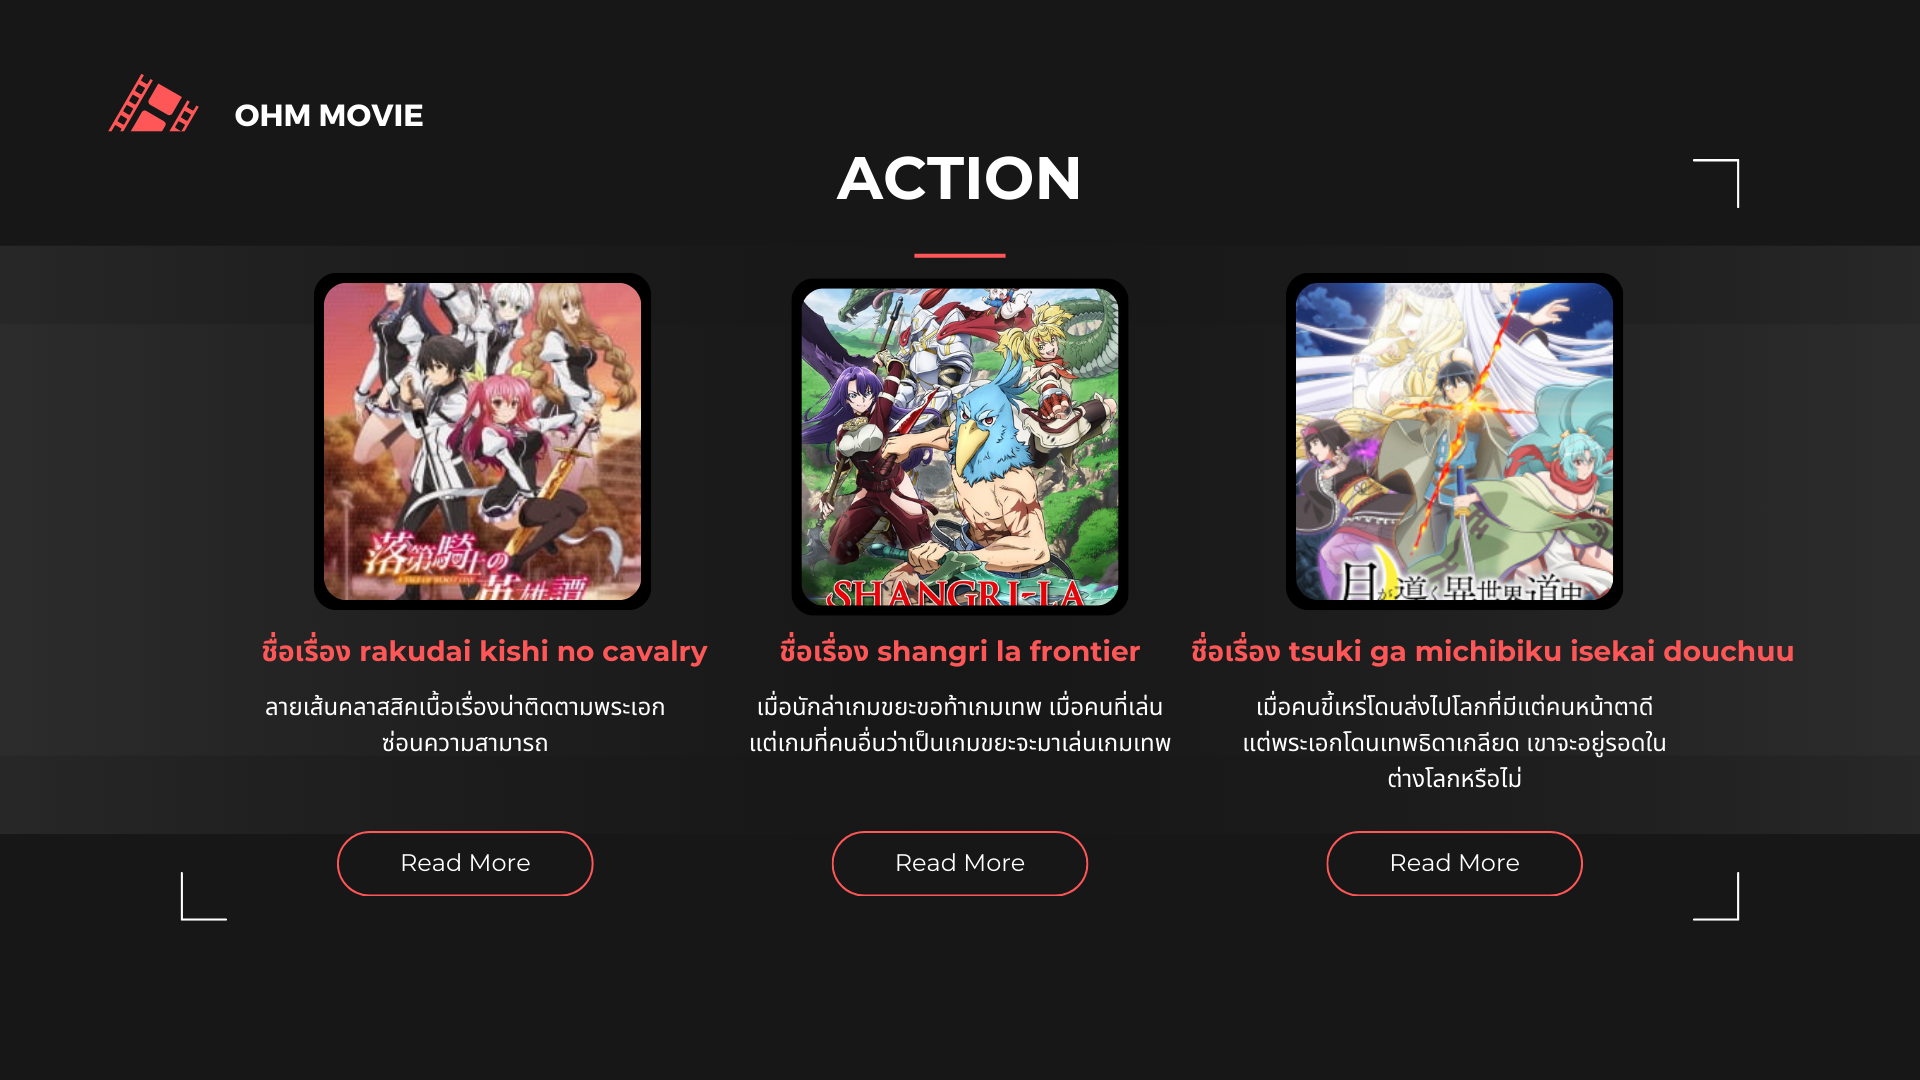 OHM MOVIE
ACTION
落第騎士の
A TALE OF WORST ONE
英雄譚
SHANGRI-LA
月が導く異世界道中
ชื่อเรื่อง rakudai kishi no cavalry
ลายเส้นคลาสสิคเนื้อเรื่องน่าติดตามพระเอก
ซ่อนความสามารถ
Read More
ชื่อเรื่อง shangri la frontier
เมื่อนักล่าเกมขยะขอท้าเกมเทพ เมื่อคนที่เล่น
แต่เกมที่คนอื่นว่าเป็นเกมขยะจะมาเล่นเกมเทพ
Read More
ชื่อเรื่อง tsuki ga michibiku isekai douchuu
เมื่อคนขี้เหร่โดนส่งไปโลกที่มีแต่คนหน้าตาดี
แต่พระเอกโดนเทพธิดาเกลียด เขาจะอยู่รอดใน
ต่างโลกหรือไม่
Read More